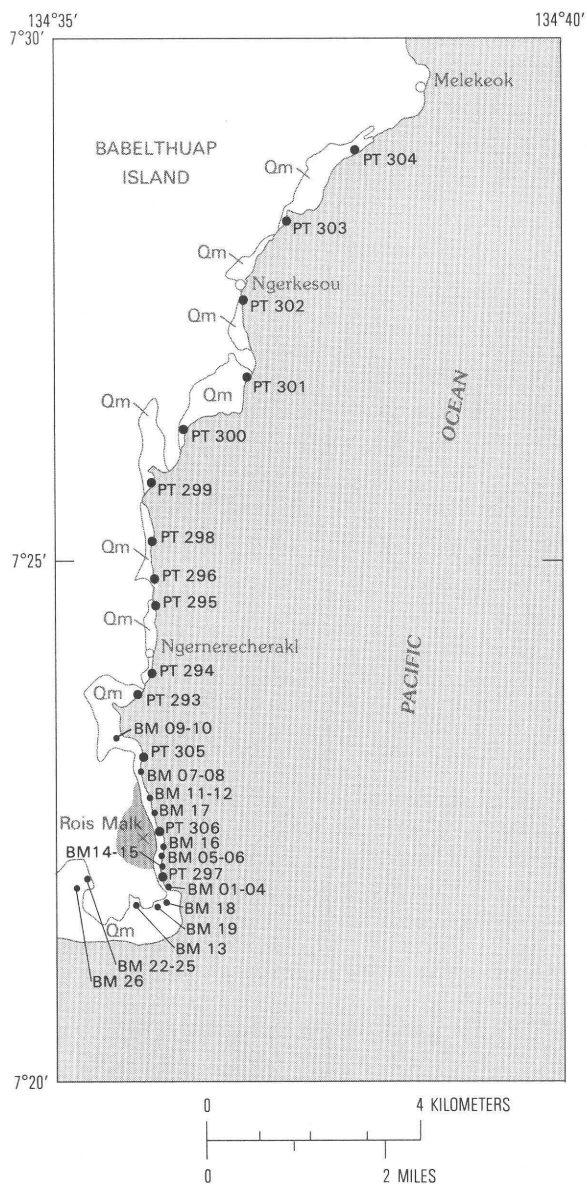 134°35′
134°40′
7°30′
Melekeok
BABELTHUAP
ISLAND
Qm
PT 304
PT 303
Qm
Ngerkesou
PT 302
Qm
Qm
PT 301
OCEAN
Qm
PT 300
PT 299
PT 298
7°25′
Qm
PT 296
PT 295
Qm
Ngernerecherakl
PACIFIC
PT 294
Qm
PT 293
BM 09-10
PT 305
BM 07-08
BM 11-12
BM 17
Rois Malk
PT 306
BM 16
BM14-15
BM 05-06
PT 297
BM 01-04
BM 18
Qm
BM 19
BM 13
BM 22-25
BM 26
7°20′
0 4 KILOMETERS
0 2 MILES